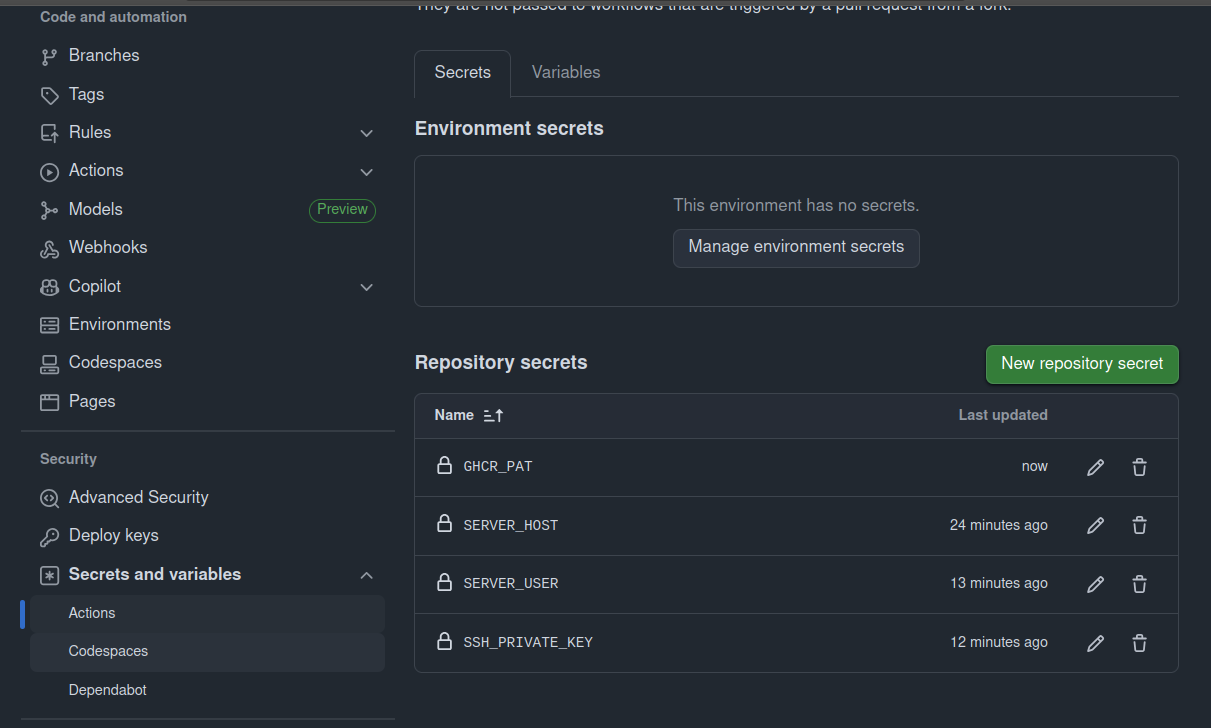 Code and automation
Branches
Tags
Rules
Actions
Models Preview
Webhooks
Copilot
Environments
Codespaces
Pages
Security
Advanced Security
Deploy keys
Secrets and variables
Actions
Codespaces
Dependabot
They are not passed to workflows that are triggered by a pull request from a fork.
Secrets Variables
Environment secrets
This environment has no secrets.
Manage environment secrets
Repository secrets New repository secret
Name Last updated
GHCR_PAT now
SERVER_HOST 24 minutes ago
SERVER_USER 13 minutes ago
SSH_PRIVATE_KEY 12 minutes ago